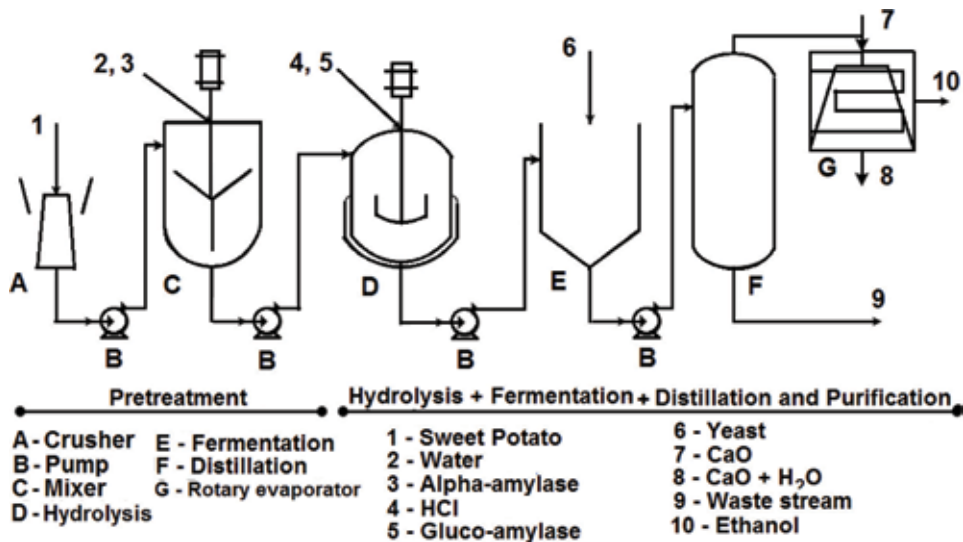 7
2, 3
4, 5
6
10
1
G
8
A
C
D
E
F
9
B
B
B
B
Pretreatment
Hydrolysis + Fermentation + Distillation and Purification
A - Crusher
B - Pump
C - Mixer
D - Hydrolysis
E - Fermentation
F - Distillation
G - Rotary evaporator
1 - Sweet Potato
2 - Water
3 - Alpha-amylase
4 - HCl
5 - Gluco-amylase
6 - Yeast
7 - CaO
8 - CaO + H₂O
9 - Waste stream
10 - Ethanol